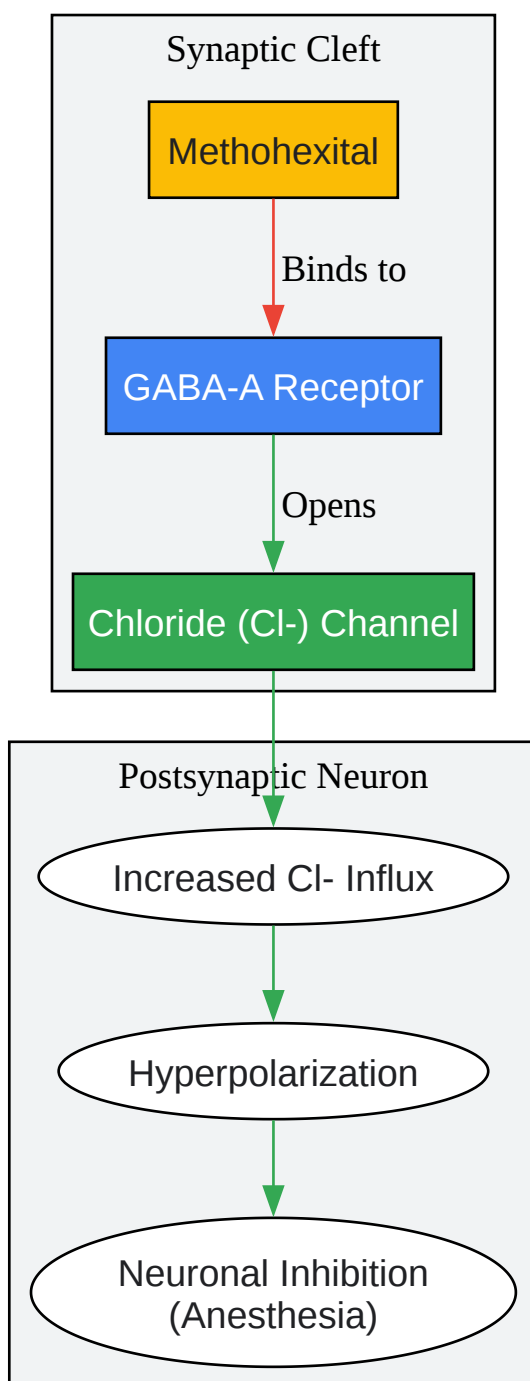 Synaptic Cleft
Methohexital
Binds to
GABA-A Receptor
Opens
Chloride (Cl-) Channel
Postsynaptic Neuron
Increased Cl- Influx
Hyperpolarization
Neuronal Inhibition
(Anesthesia)